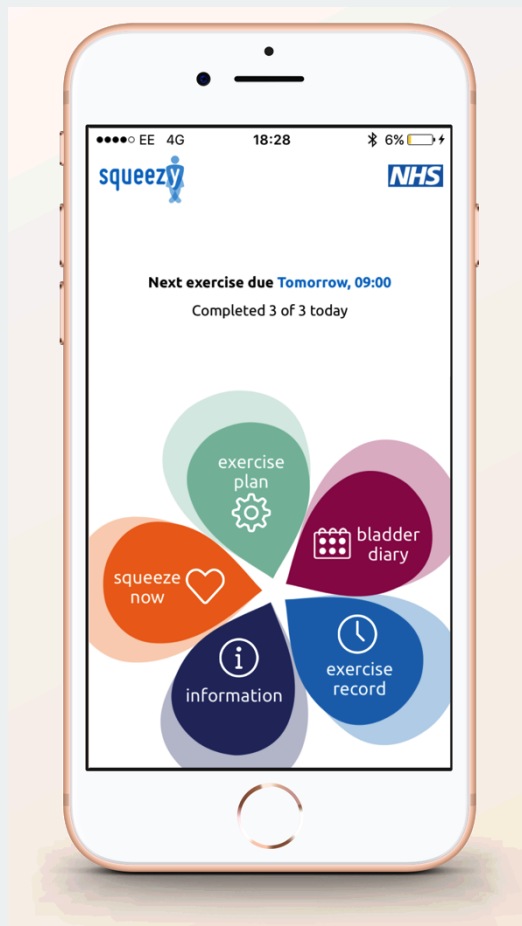 EE 4G 18:28 6%
squeezy NHS
Next exercise due Tomorrow, 09:00
Completed 3 of 3 today
exercise
plan
bladder
diary
squeeze
now
exercise
record
information